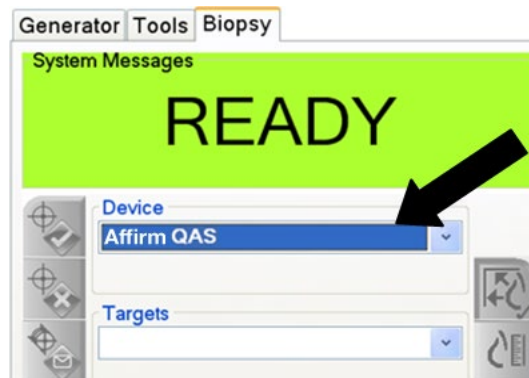 Generator Tools Biopsy
System Messages
READY
Device
Affirm QAS
Targets